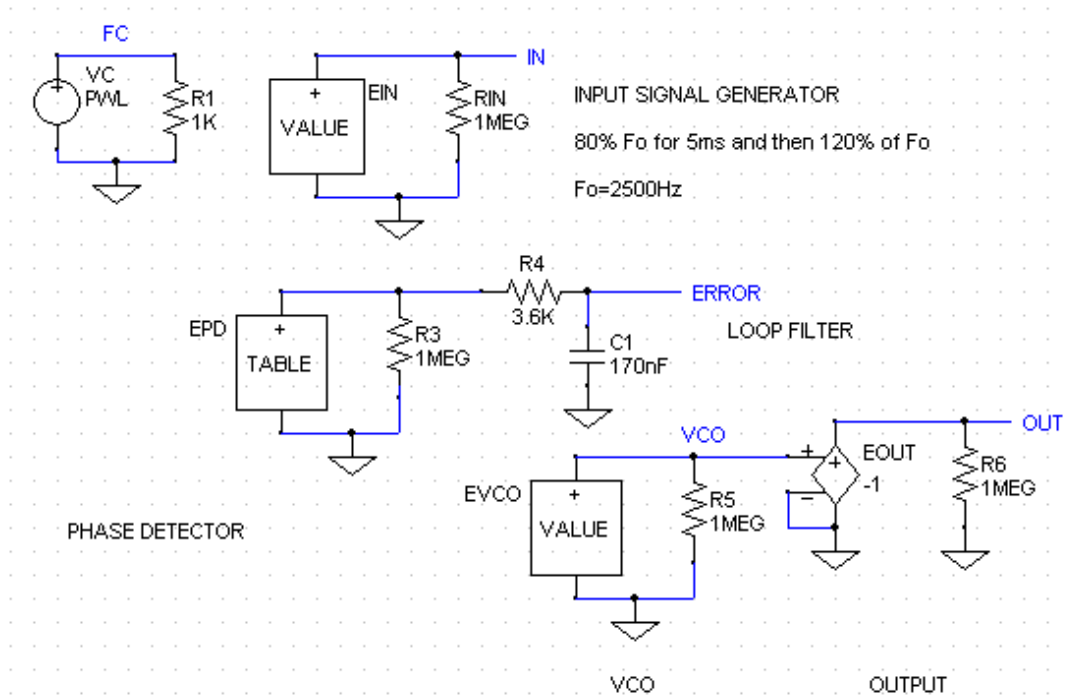 FC
VC
PWL
R1
1K
EIN
VALUE
+
+
RIN
1MEG
IN
INPUT SIGNAL GENERATOR
80% Fo for 5ms and then 120% of Fo
Fo=2500Hz
EPD
+
TABLE
R3
1MEG
R4
3.6K
ERROR
C1
170nF
LOOP FILTER
PHASE DETECTOR
VCO
EVCO
+
VALUE
R5
1MEG
+
+
−
EOUT
-1
OUT
R6
1MEG
VCO
OUTPUT